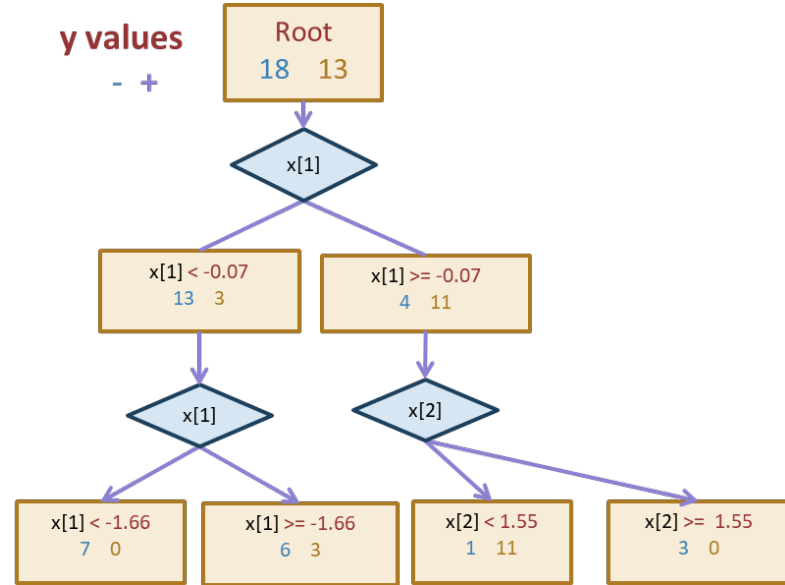 y values
- +
Root
18 13
x[1]
x[1] < -0.07
13 3
x[1] >= -0.07
4 11
x[1]
x[2]
x[1] < -1.66
7 0
x[1] >= -1.66
6 3
x[2] < 1.55
1 11
x[2] >= 1.55
3 0